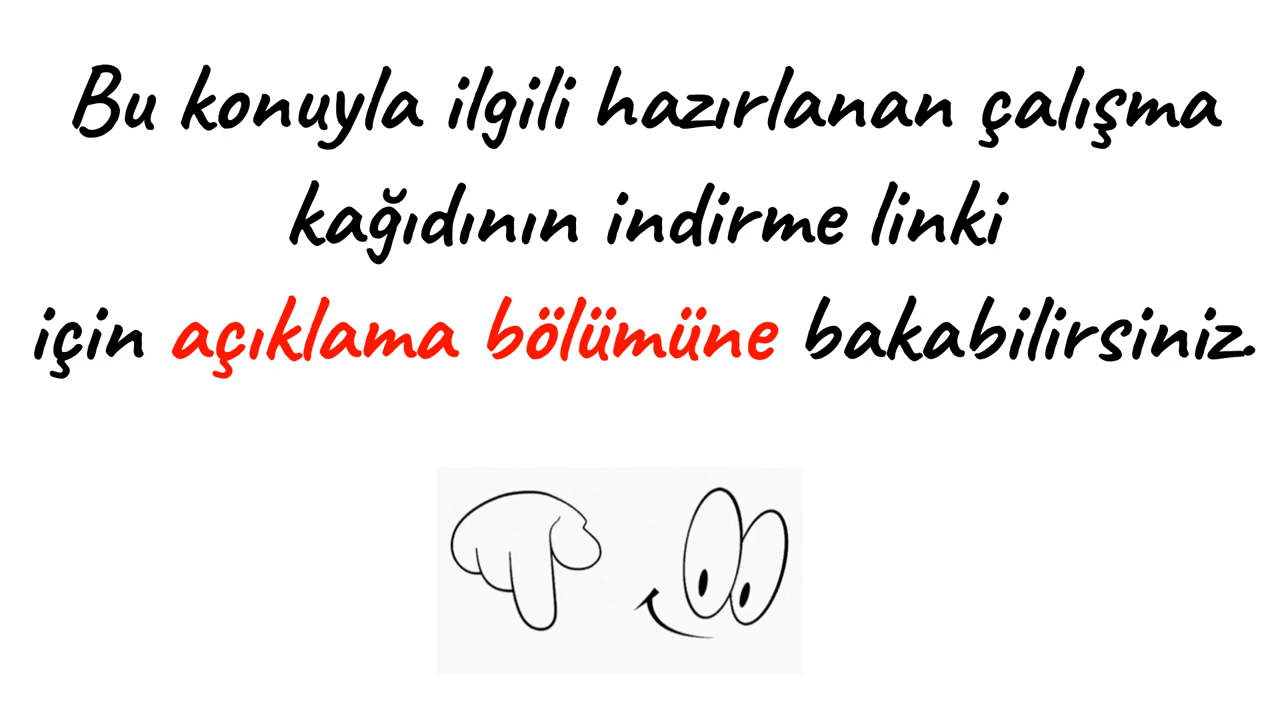 Bu konuyla ilgili hazırlanan çalışma
kağıdının indirme linki
için açıklama bölümüne bakabilirsiniz.